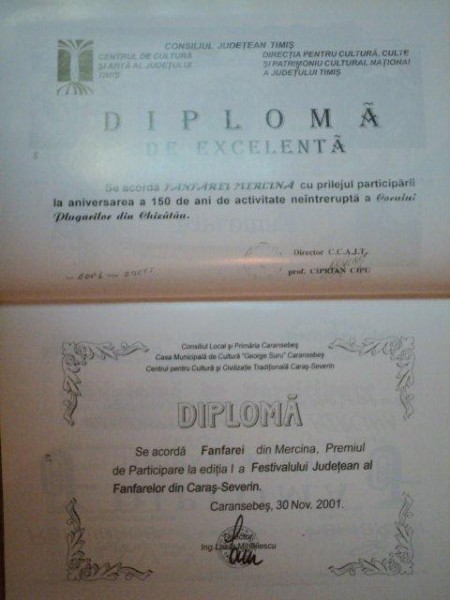 CONSILIUL JUDEȚEAN TIMIȘ
CENTRUL DE CULTURĂ
ȘI ARTĂ AL JUDEȚULUI
TIMIȘ
DIRECȚIA PENTRU CULTURĂ, CULTE
ȘI PATRIMONIU CULTURAL NAȚIONAL
A JUDEȚULUI TIMIȘ
DIPLOMĂ
DE EXCELENTĂ
Se acordă FANFAREI MERCINA cu prilejul participării
la aniversarea a 150 de ani de activitate neîntreruptă a Corului
Plugarilor din Chizătău.
Director C.C.A.J.T.
prof. CIPRIAN CIPU
Consiliul Local și Primăria Caransebeș
Casa Municipală de Cultură "George Suru" Caransebeș
Centrul pentru Cultură și Civilizație Tradițională Caraș-Severin
DIPLOMĂ
Se acordă Fanfarei din Mercina, Premiul
de Participare la ediția I a Festivalului Județean al
Fanfarelor din Caraș-Severin.
Caransebeș, 30 Nov. 2001.
Director,
Ing.